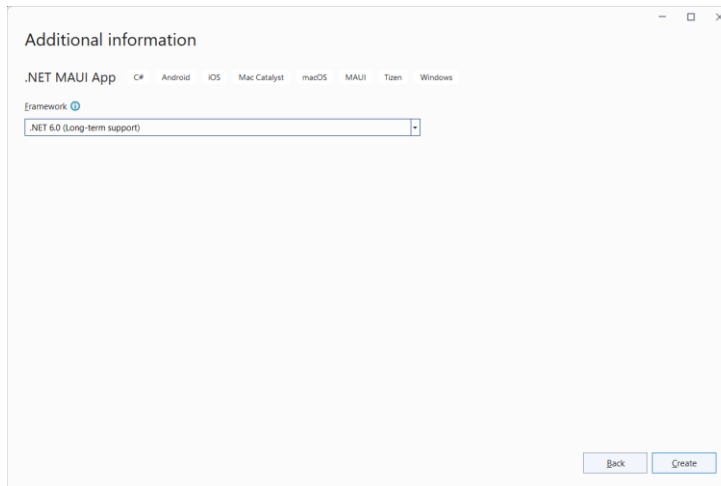 Additional information
.NET MAUI App C# Android iOS Mac Catalyst macOS MAUI Tizen Windows
Framework
.NET 6.0 (Long-term support)
Back Create